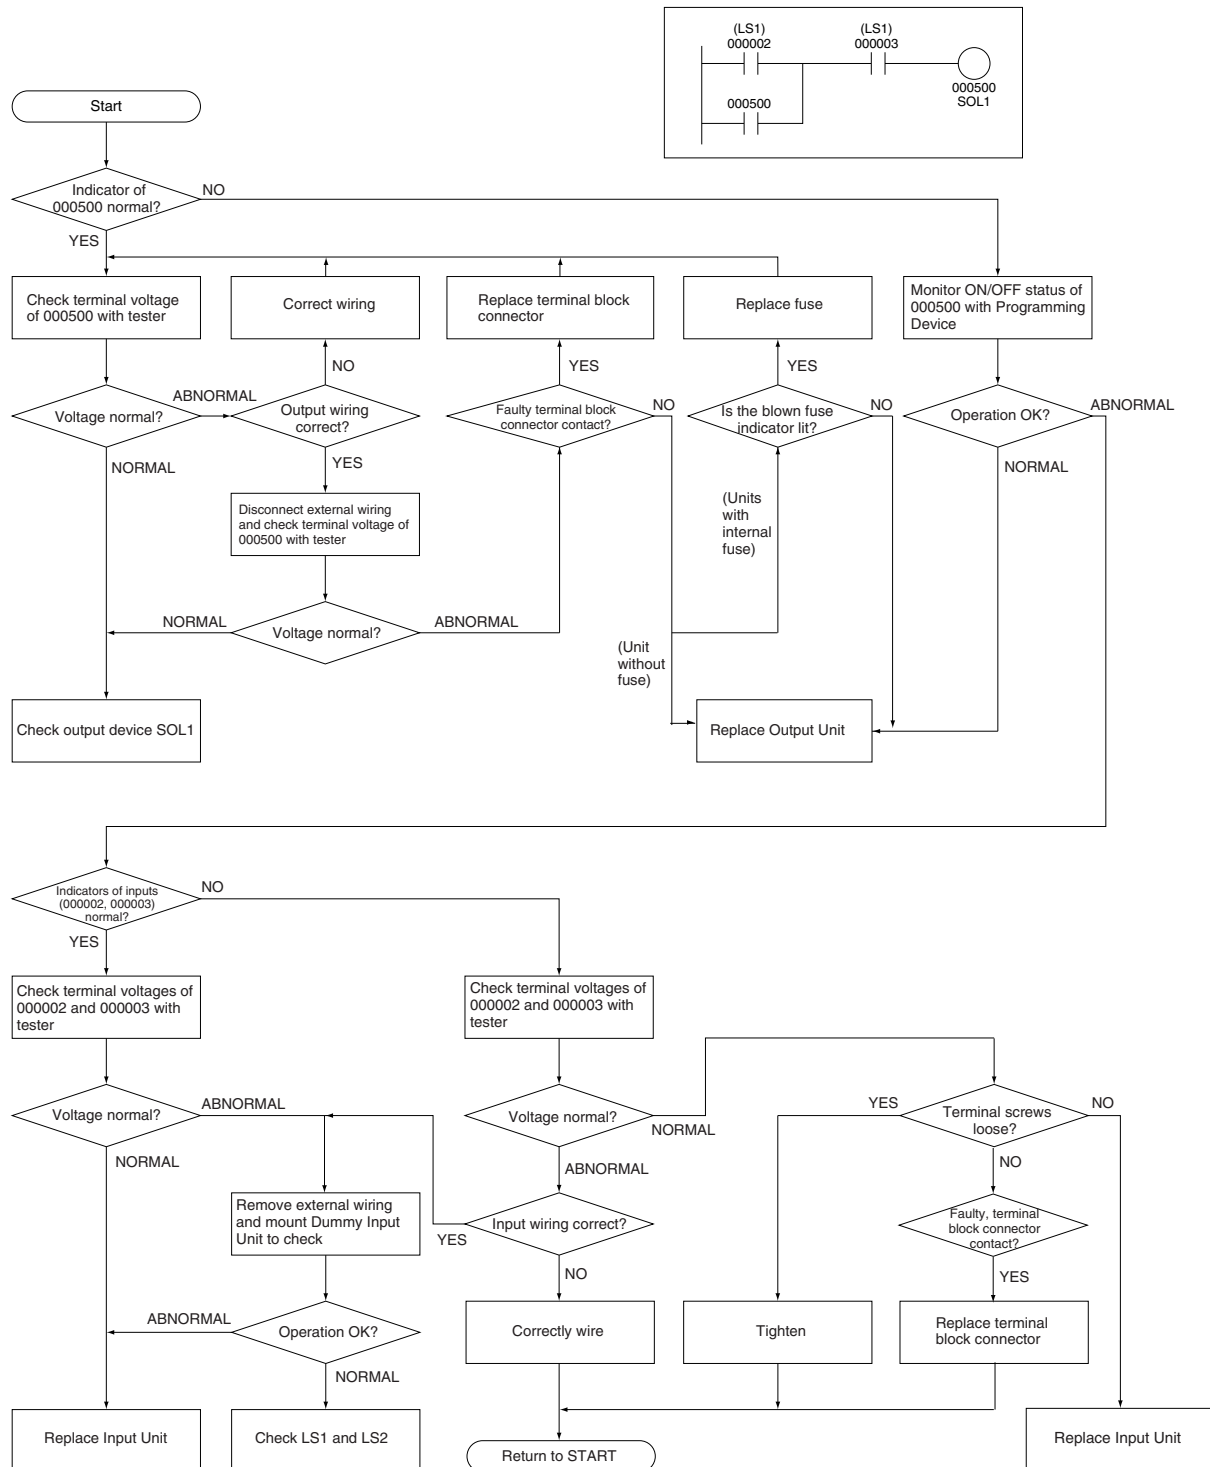 (LS1)
000002
(LS1)
000003
000500
000500
SOL1
Start
Indicator of
000500 normal?
NO
YES
Check terminal voltage
of 000500 with tester
Correct wiring
Replace terminal block
connector
Replace fuse
Monitor ON/OFF status of
000500 with Programming
Device
NO
YES
YES
Voltage normal?
ABNORMAL
Output wiring
correct?
Faulty terminal block
connector contact?
NO
Is the blown fuse
indicator lit?
NO
Operation OK?
ABNORMAL
NORMAL
YES
NORMAL
Disconnect external wiring
and check terminal voltage of
000500 with tester
(Units
with
internal
fuse)
NORMAL
Voltage normal?
ABNORMAL
(Unit
without
fuse)
Check output device SOL1
Replace Output Unit
Indicators of inputs
(000002, 000003)
normal?
NO
YES
Check terminal voltages of
000002 and 000003 with
tester
Check terminal voltages of
000002 and 000003 with
tester
Voltage normal?
ABNORMAL
Voltage normal?
NORMAL
YES
Terminal screws
loose?
NO
NORMAL
ABNORMAL
NO
Remove external wiring
and mount Dummy Input
Unit to check
YES
Input wiring correct?
Faulty, terminal
block connector
contact?
NO
YES
ABNORMAL
Operation OK?
Correctly wire
Tighten
Replace terminal
block connector
NORMAL
Replace Input Unit
Check LS1 and LS2
Return to START
Replace Input Unit